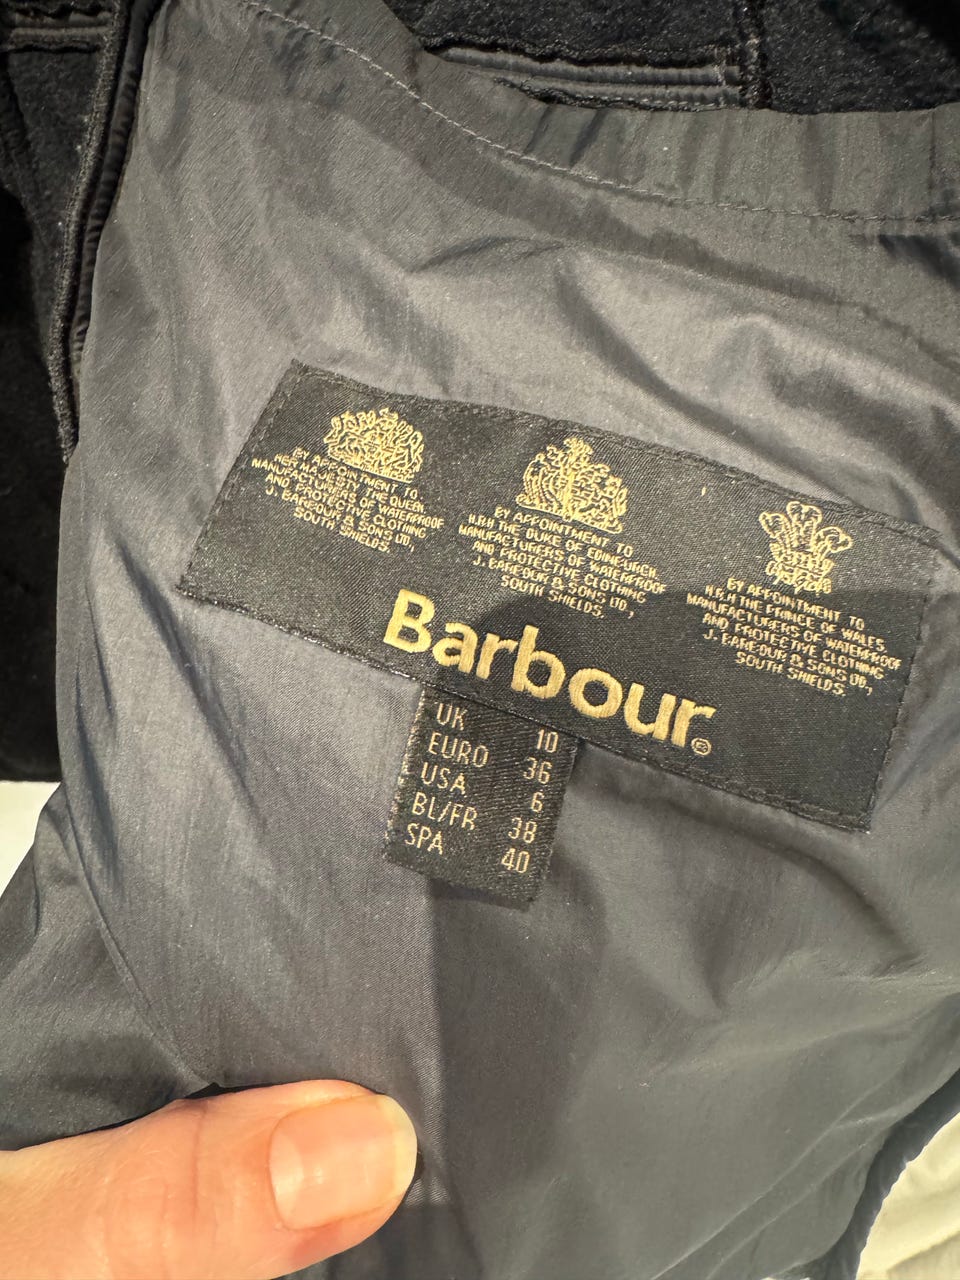 BY APPOINTMENT TO
HER MAJESTY THE QUEEN.
MANUFACTURERS OF WATERPROOF
AND PROTECTIVE CLOTHING
J. BARBOUR & SONS LTD.,
SOUTH SHIELDS.
BY APPOINTMENT TO
H.R.H THE DUKE OF EDINBURGH.
MANUFACTURERS OF WATERPROOF
AND PROTECTIVE CLOTHING
J. BARBOUR & SONS LTD.,
SOUTH SHIELDS.
BY APPOINTMENT TO
H.R.H THE PRINCE OF WALES.
MANUFACTURERS OF WATERPROOF
AND PROTECTIVE CLOTHING
J. BARBOUR & SONS LTD.,
SOUTH SHIELDS.
Barbour®
UK 10
EURO 36
USA 6
BL/FR 38
SPA 40